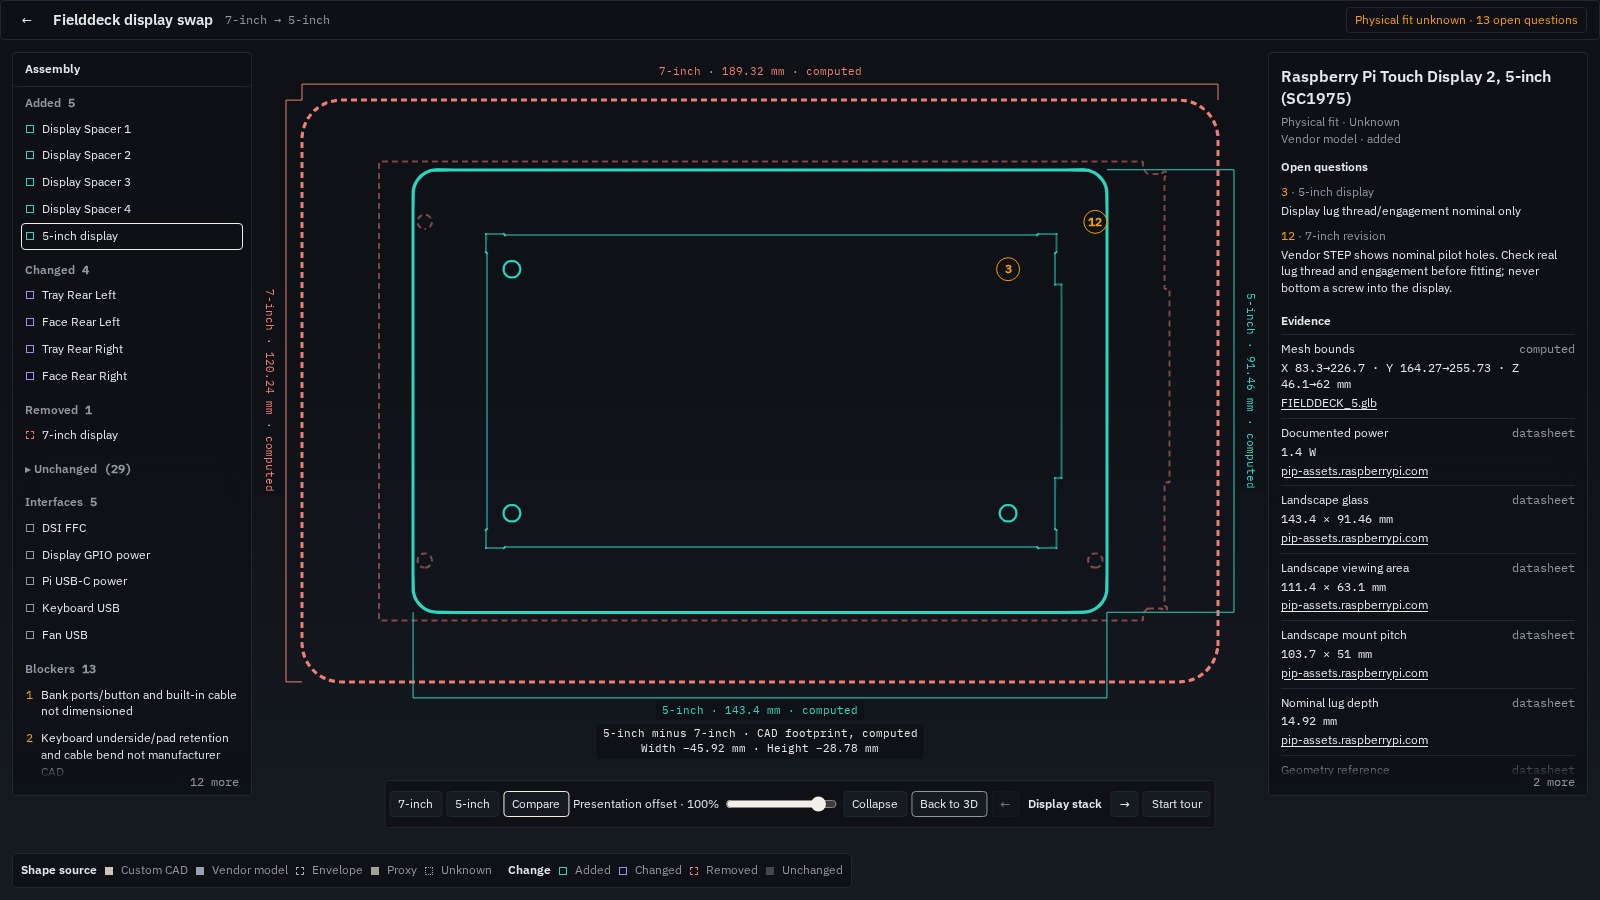 ← Fielddeck display swap 7-inch → 5-inch
Physical fit unknown · 13 open questions
Assembly
Added 5
Display Spacer 1
Display Spacer 2
Display Spacer 3
Display Spacer 4
5-inch display
Changed 4
Tray Rear Left
Face Rear Left
Tray Rear Right
Face Rear Right
Removed 1
7-inch display
▸ Unchanged (29)
Interfaces 5
DSI FFC
Display GPIO power
Pi USB-C power
Keyboard USB
Fan USB
Blockers 13
1 Bank ports/button and built-in cable
not dimensioned
2 Keyboard underside/pad retention
and cable bend not manufacturer
CAD
12 more
7-inch · 189.32 mm · computed
7-inch · 120.24 mm · computed
12
3
5-inch · 91.46 mm · computed
5-inch · 143.4 mm · computed
5-inch minus 7-inch · CAD footprint, computed
Width −45.92 mm · Height −28.78 mm
7-inch 5-inch Compare Presentation offset · 100% Collapse Back to 3D ← Display stack → Start tour
Raspberry Pi Touch Display 2, 5-inch
(SC1975)
Physical fit · Unknown
Vendor model · added
Open questions
3 · 5-inch display
Display lug thread/engagement nominal only
12 · 7-inch revision
Vendor STEP shows nominal pilot holes. Check real
lug thread and engagement before fitting; never
bottom a screw into the display.
Evidence
Mesh bounds computed
X 83.3→226.7 · Y 164.27→255.73 · Z
46.1→62 mm
FIELDDECK_5.glb
Documented power datasheet
1.4 W
pip-assets.raspberrypi.com
Landscape glass datasheet
143.4 × 91.46 mm
pip-assets.raspberrypi.com
Landscape viewing area datasheet
111.4 × 63.1 mm
pip-assets.raspberrypi.com
Landscape mount pitch datasheet
103.7 × 51 mm
pip-assets.raspberrypi.com
Nominal lug depth datasheet
14.92 mm
pip-assets.raspberrypi.com
Geometry reference datasheet
2 more
Shape source Custom CAD Vendor model Envelope Proxy Unknown Change Added Changed Removed Unchanged